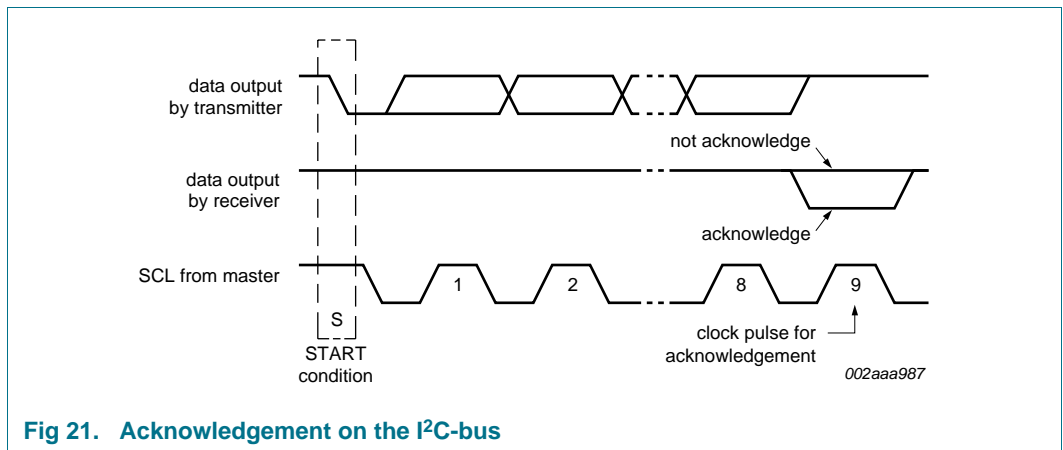 data output
by transmitter
not acknowledge
data output
by receiver
acknowledge
SCL from master
1
2
8
9
S
START
condition
clock pulse for
acknowledgement
002aaa987
Fig 21. Acknowledgement on the I²C-bus